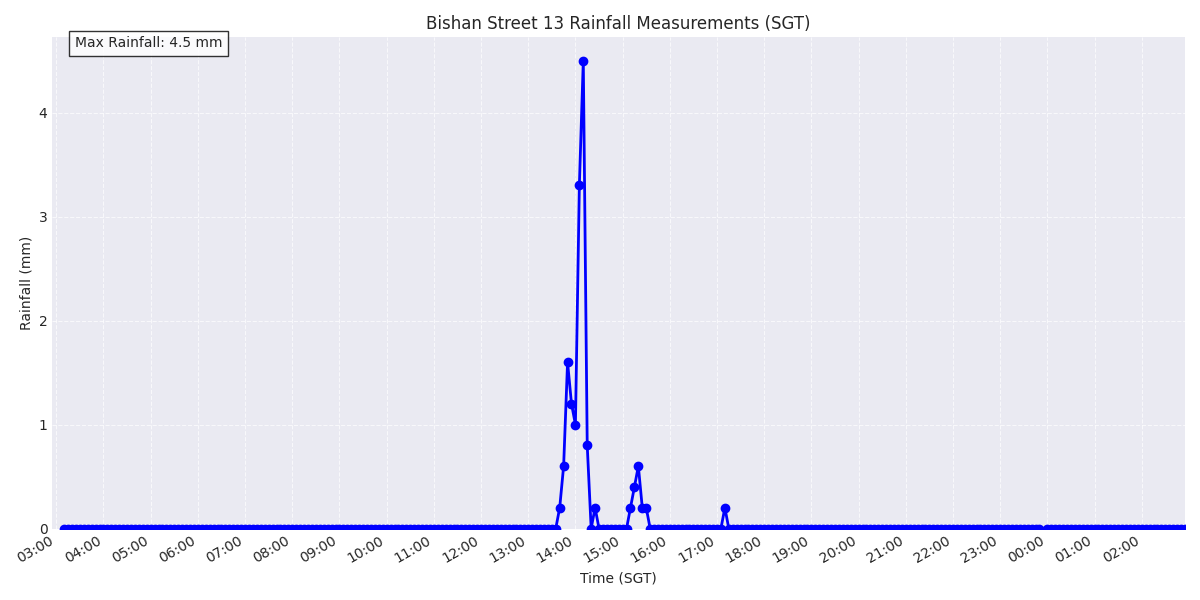 Bishan Street 13 Rainfall Measurements (SGT)
Max Rainfall: 4.5 mm
Rainfall (mm)
4
3
2
1
0
03:00 04:00 05:00 06:00 07:00 08:00 09:00 10:00 11:00 12:00 13:00 14:00 15:00 16:00 17:00 18:00 19:00 20:00 21:00 22:00 23:00 00:00 01:00 02:00
Time (SGT)